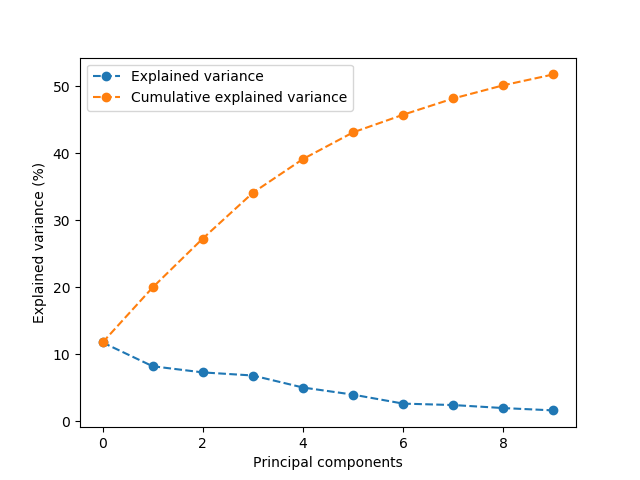 Explained variance
Cumulative explained variance
50
40
30
20
10
0
Explained variance (%)
0 2 4 6 8
Principal components